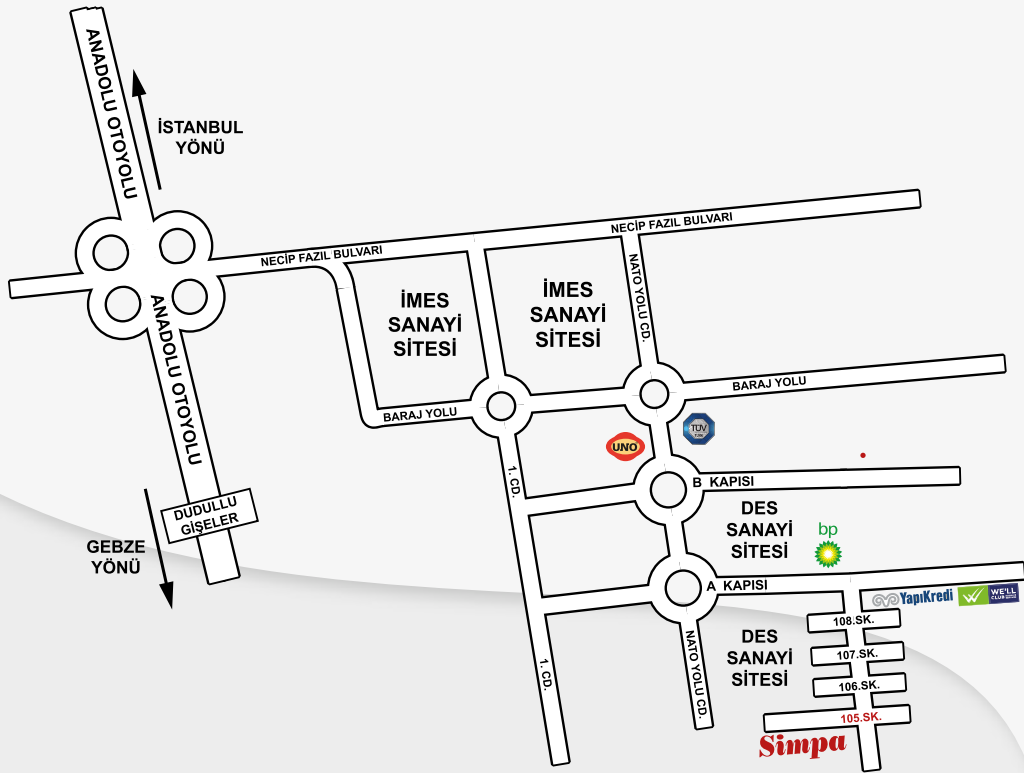 ANADOLU OTOYOLU
İSTANBUL
YÖNÜ
NECİP FAZIL BULVARI
NECİP FAZIL BULVARI
NATO YOLU CD.
İMES
SANAYİ
SİTESİ
İMES
SANAYİ
SİTESİ
ANADOLU OTOYOLU
BARAJ YOLU
BARAJ YOLU
UNO
TÜV
1. CD.
B KAPISI
DUDULLU
GİŞELER
DES
SANAYİ
SİTESİ
bp
GEBZE
YÖNÜ
A KAPISI
YapıKredi
WE'LL
CLUB
108.SK.
107.SK.
106.SK.
105.SK.
DES
SANAYİ
SİTESİ
NATO YOLU CD.
1. CD.
Simpa